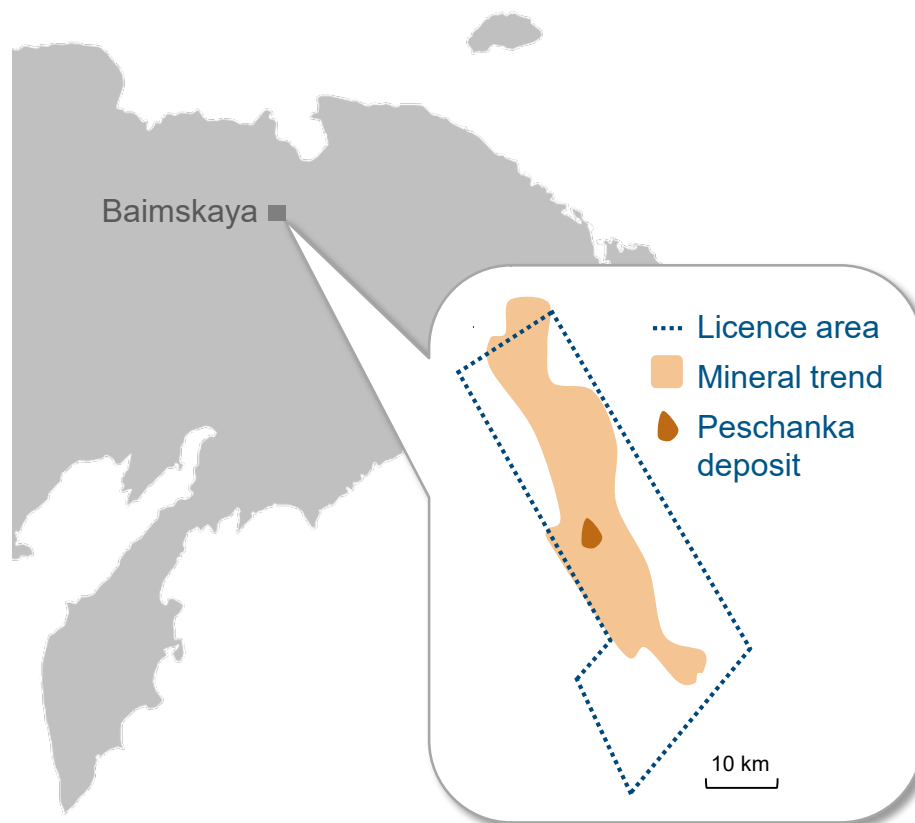 Baimskaya
Licence area
Mineral trend
Peschanka
deposit
10 km